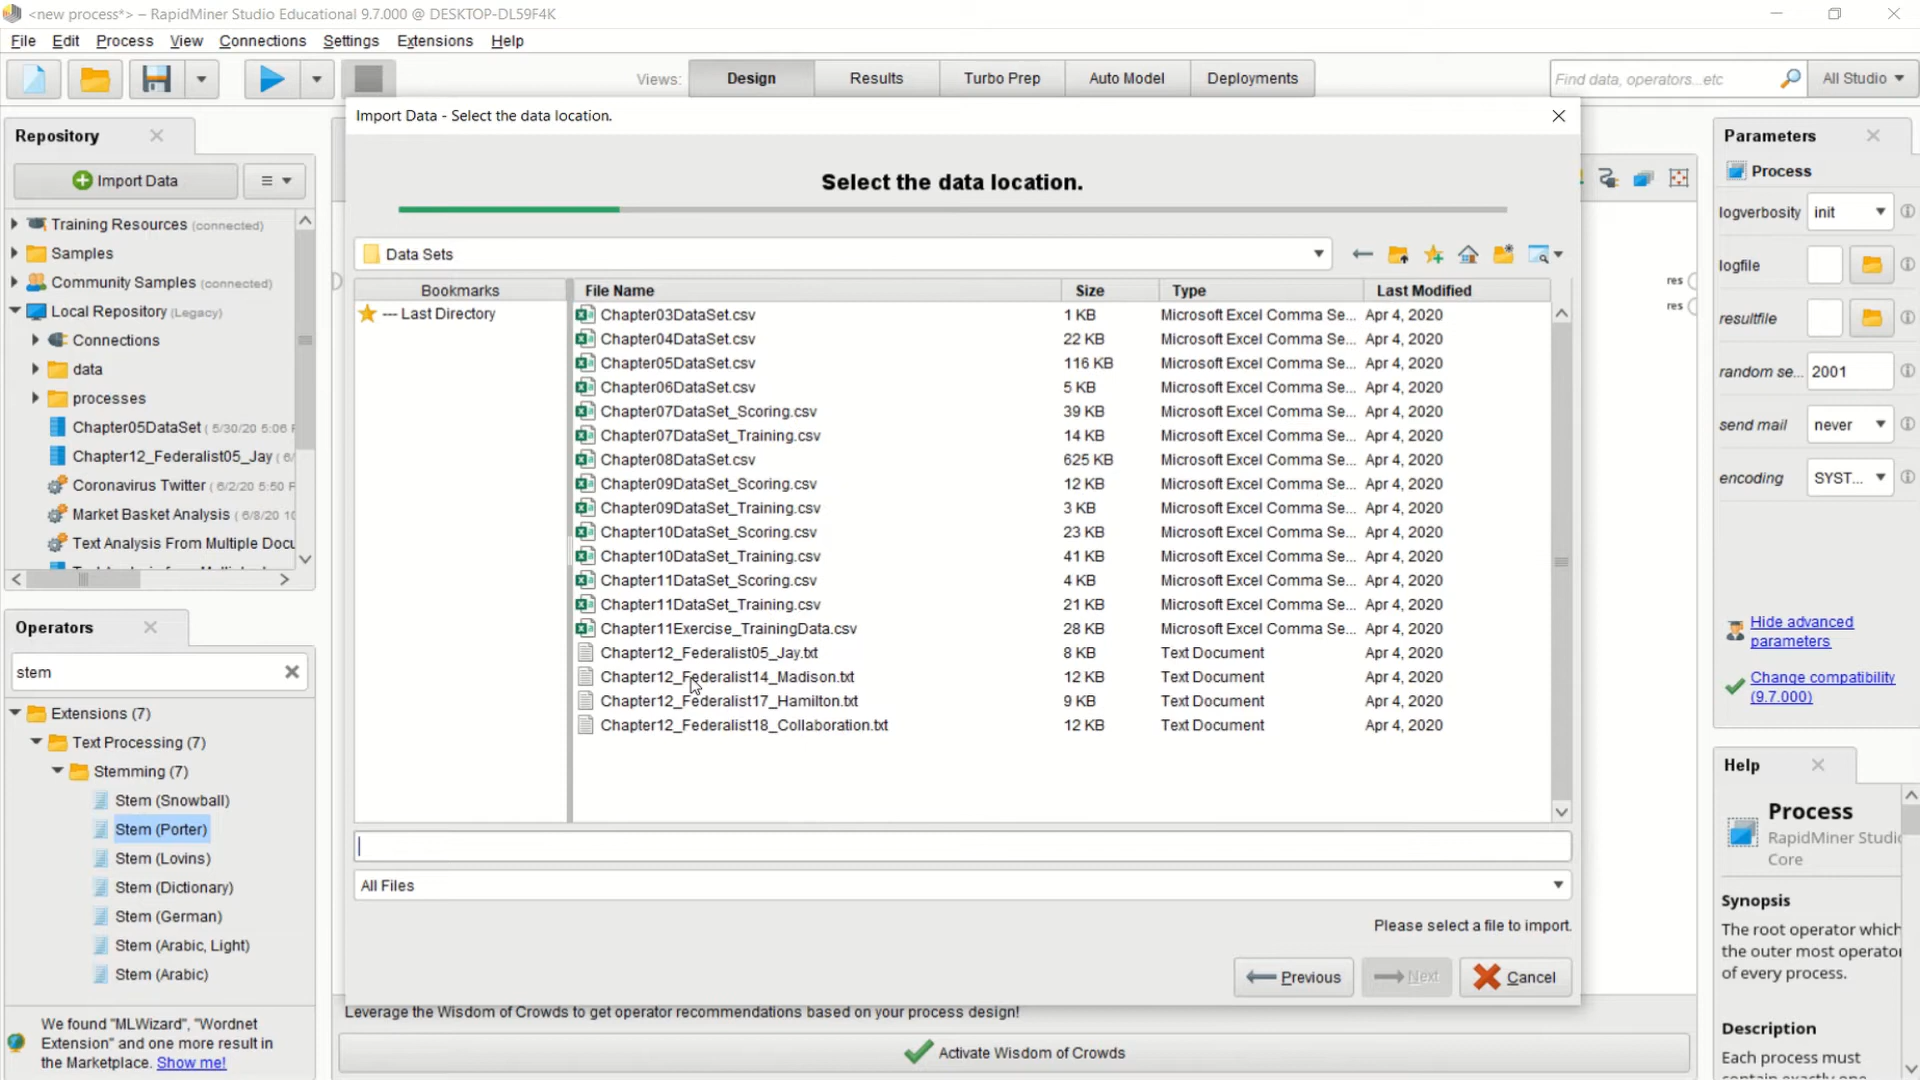 <new process*> – RapidMiner Studio Educational 9.7.000 @ DESKTOP-DL59F4K
File Edit Process View Connections Settings Extensions Help
Views: Design Results Turbo Prep Auto Model Deployments
Find data, operators...etc
All Studio
Repository
Import Data
Training Resources (connected)
Samples
Community Samples (connected)
Local Repository (Legacy)
Connections
data
processes
Chapter05DataSet ( 5/30/20 5:06
Chapter12_Federalist05_Jay ( 6/
Coronavirus Twitter ( 6/2/20 5:50
Market Basket Analysis ( 6/8/20 10
Text Analysis From Multiple Docu
Operators
stem
Extensions (7)
Text Processing (7)
Stemming (7)
Stem (Snowball)
Stem (Porter)
Stem (Lovins)
Stem (Dictionary)
Stem (German)
Stem (Arabic, Light)
Stem (Arabic)
We found "MLWizard", "Wordnet
Extension" and one more result in
the Marketplace. Show me!
Import Data - Select the data location.
Select the data location.
Data Sets
Bookmarks
--- Last Directory
File Name Size Type Last Modified
Chapter03DataSet.csv 1 KB Microsoft Excel Comma Se... Apr 4, 2020
Chapter04DataSet.csv 22 KB Microsoft Excel Comma Se... Apr 4, 2020
Chapter05DataSet.csv 116 KB Microsoft Excel Comma Se... Apr 4, 2020
Chapter06DataSet.csv 5 KB Microsoft Excel Comma Se... Apr 4, 2020
Chapter07DataSet_Scoring.csv 39 KB Microsoft Excel Comma Se... Apr 4, 2020
Chapter07DataSet_Training.csv 14 KB Microsoft Excel Comma Se... Apr 4, 2020
Chapter08DataSet.csv 625 KB Microsoft Excel Comma Se... Apr 4, 2020
Chapter09DataSet_Scoring.csv 12 KB Microsoft Excel Comma Se... Apr 4, 2020
Chapter09DataSet_Training.csv 3 KB Microsoft Excel Comma Se... Apr 4, 2020
Chapter10DataSet_Scoring.csv 23 KB Microsoft Excel Comma Se... Apr 4, 2020
Chapter10DataSet_Training.csv 41 KB Microsoft Excel Comma Se... Apr 4, 2020
Chapter11DataSet_Scoring.csv 4 KB Microsoft Excel Comma Se... Apr 4, 2020
Chapter11DataSet_Training.csv 21 KB Microsoft Excel Comma Se... Apr 4, 2020
Chapter11Exercise_TrainingData.csv 28 KB Microsoft Excel Comma Se... Apr 4, 2020
Chapter12_Federalist05_Jay.txt 8 KB Text Document Apr 4, 2020
Chapter12_Federalist14_Madison.txt 12 KB Text Document Apr 4, 2020
Chapter12_Federalist17_Hamilton.txt 9 KB Text Document Apr 4, 2020
Chapter12_Federalist18_Collaboration.txt 12 KB Text Document Apr 4, 2020
All Files
Please select a file to import.
Previous Next Cancel
Leverage the Wisdom of Crowds to get operator recommendations based on your process design!
Activate Wisdom of Crowds
res
res
Parameters
Process
logverbosity init
logfile
resultfile
random se... 2001
send mail never
encoding SYST...
Hide advanced
parameters
Change compatibility
(9.7.000)
Help
Process
RapidMiner Studio
Core
Synopsis
The root operator which
the outer most operator
of every process.
Description
Each process must